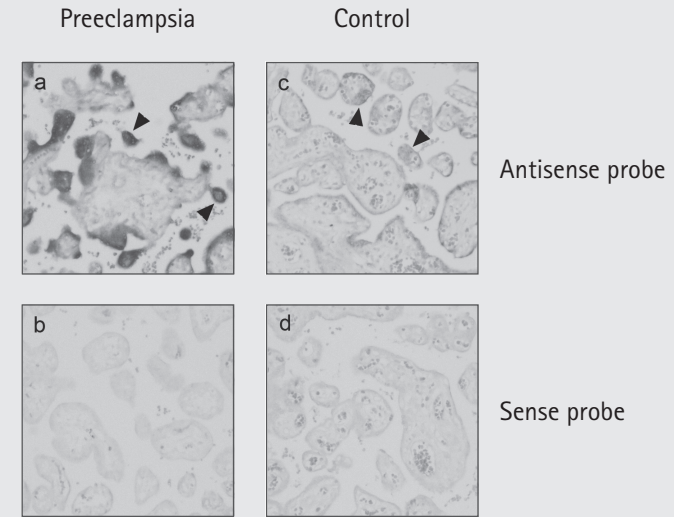 Preeclampsia Control
a c
Antisense probe
b d
Sense probe